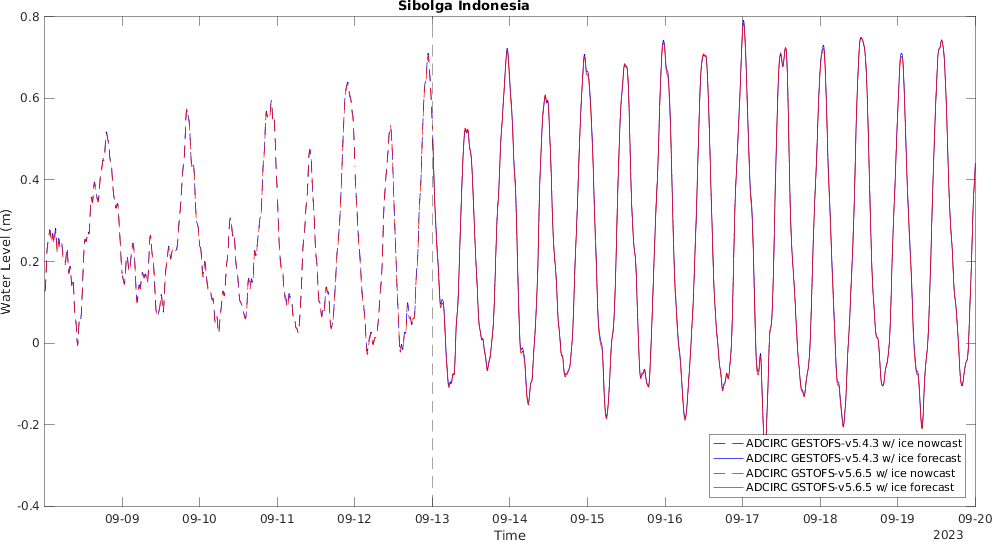 Sibolga Indonesia
0.8
0.6
0.4
0.2
0
-0.2
-0.4
Water Level (m)
ADCIRC GESTOFS-v5.4.3 w/ ice nowcast
ADCIRC GESTOFS-v5.4.3 w/ ice forecast
ADCIRC GSTOFS-v5.6.5 w/ ice nowcast
ADCIRC GSTOFS-v5.6.5 w/ ice forecast
09-09 09-10 09-11 09-12 09-13 09-14 09-15 09-16 09-17 09-18 09-19 09-20
Time
2023